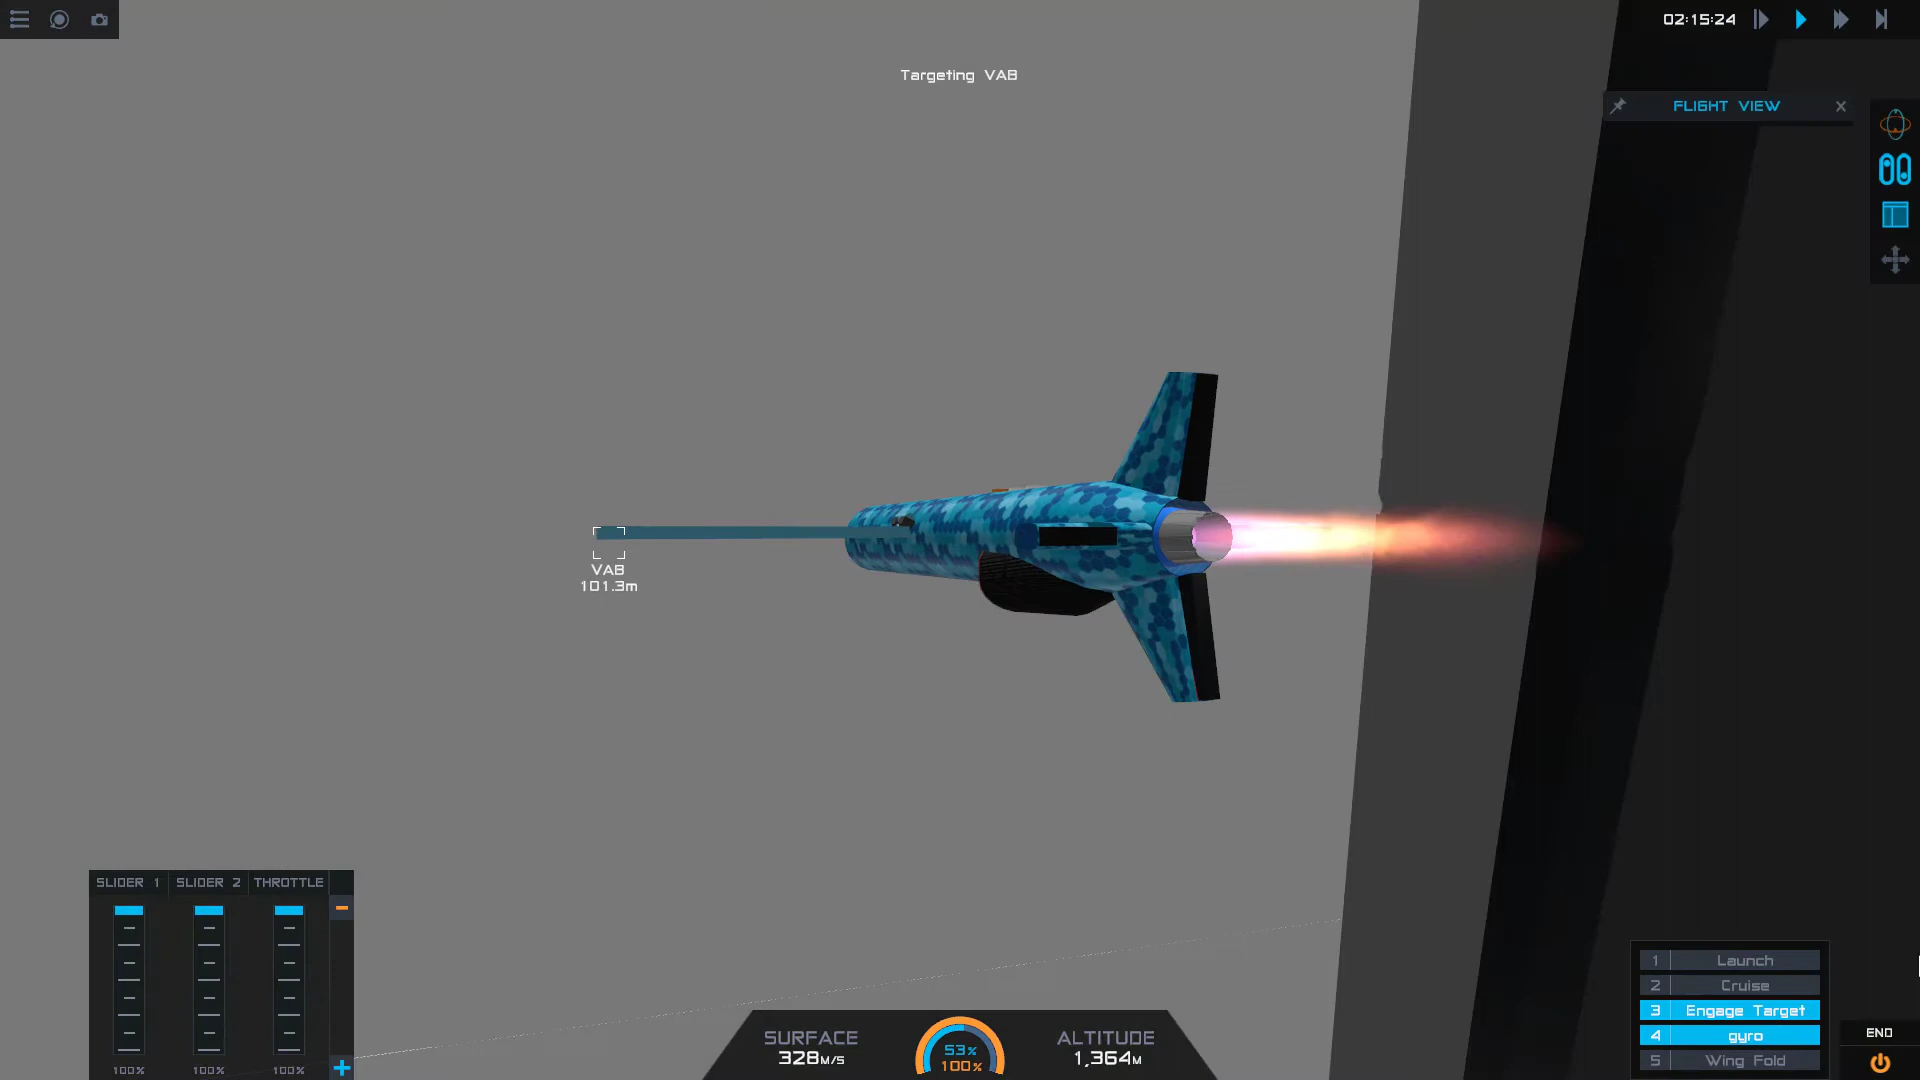 02:15:24
Targeting VAB
FLIGHT VIEW
VAB
101.3m
SLIDER 1 SLIDER 2 THROTTLE
100% 100% 100%
SURFACE
328M/S
53%
100%
ALTITUDE
1,364M
1 Launch
2 Cruise
3 Engage Target
4 gyro
5 Wing Fold
END